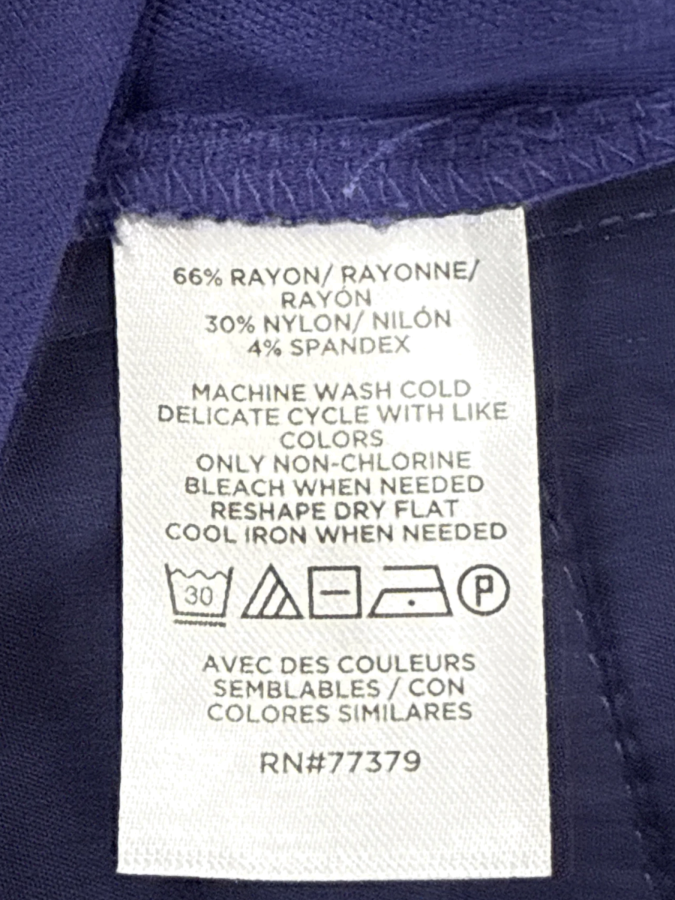 66% RAYON/ RAYONNE/
RAYÓN
30% NYLON/ NILÓN
4% SPANDEX
MACHINE WASH COLD
DELICATE CYCLE WITH LIKE
COLORS
ONLY NON-CHLORINE
BLEACH WHEN NEEDED
RESHAPE DRY FLAT
COOL IRON WHEN NEEDED
30 P
AVEC DES COULEURS
SEMBLABLES / CON
COLORES SIMILARES
RN#77379